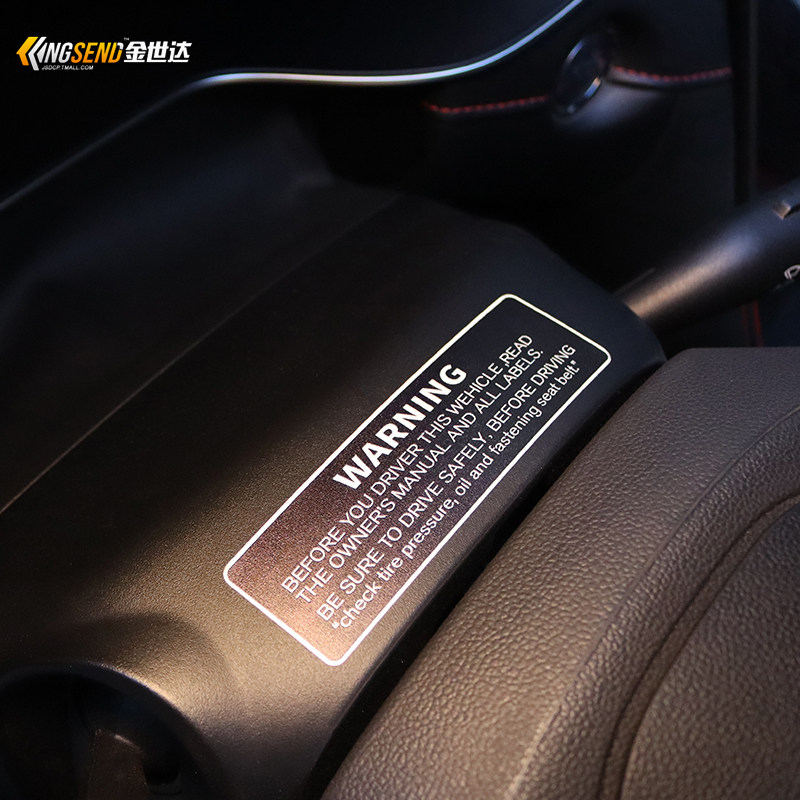 KINGSEND™金世达
JSDCP.TMALL.COM
WARNING
BEFORE YOU DRIVER THIS WEHICLE ,READ
THE OWNER'S MANUAL AND ALL LABELS.
BE SURE TO DRIVE SAFELY, BEFORE DRIVING
"check tire pressure, oil and fastening seat belt."